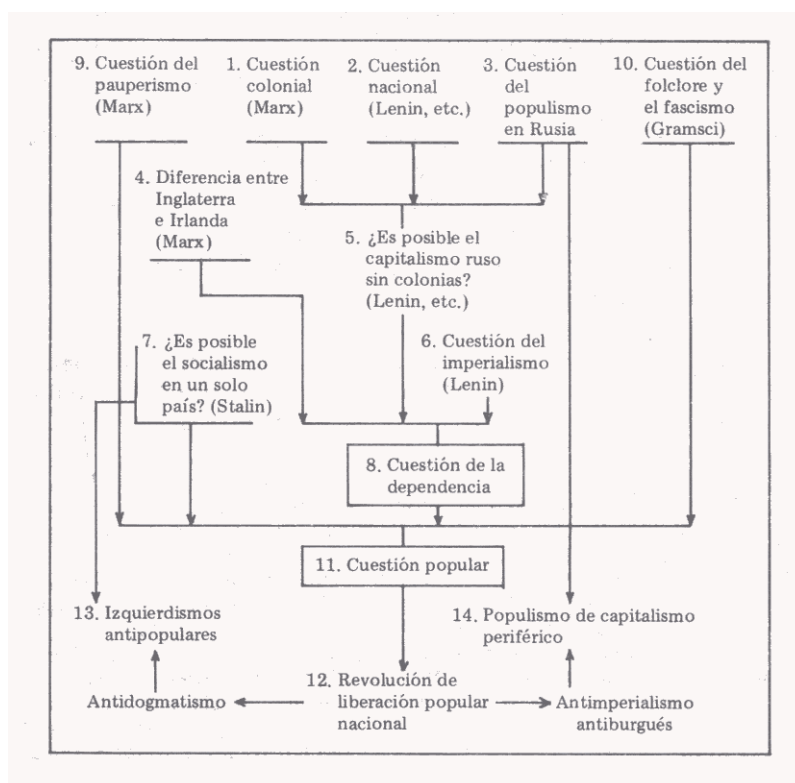 9. Cuestión del
pauperismo
(Marx)
1. Cuestión
colonial
(Marx)
2. Cuestión
nacional
(Lenin, etc.)
3. Cuestión
del
populismo
en Rusia
10. Cuestión del
folclore y
el fascismo
(Gramsci)
4. Diferencia entre
Inglaterra
e Irlanda
(Marx)
5. ¿Es posible el
capitalismo ruso
sin colonias?
(Lenin, etc.)
7. ¿Es posible
el socialismo
en un solo
país? (Stalin)
6. Cuestión del
imperialismo
(Lenin)
8. Cuestión de la
dependencia
11. Cuestión popular
13. Izquierdismos
antipopulares
14. Populismo de capitalismo
periférico
12. Revolución de
liberación popular
nacional
Antidogmatismo
Antimperialismo
antiburgués